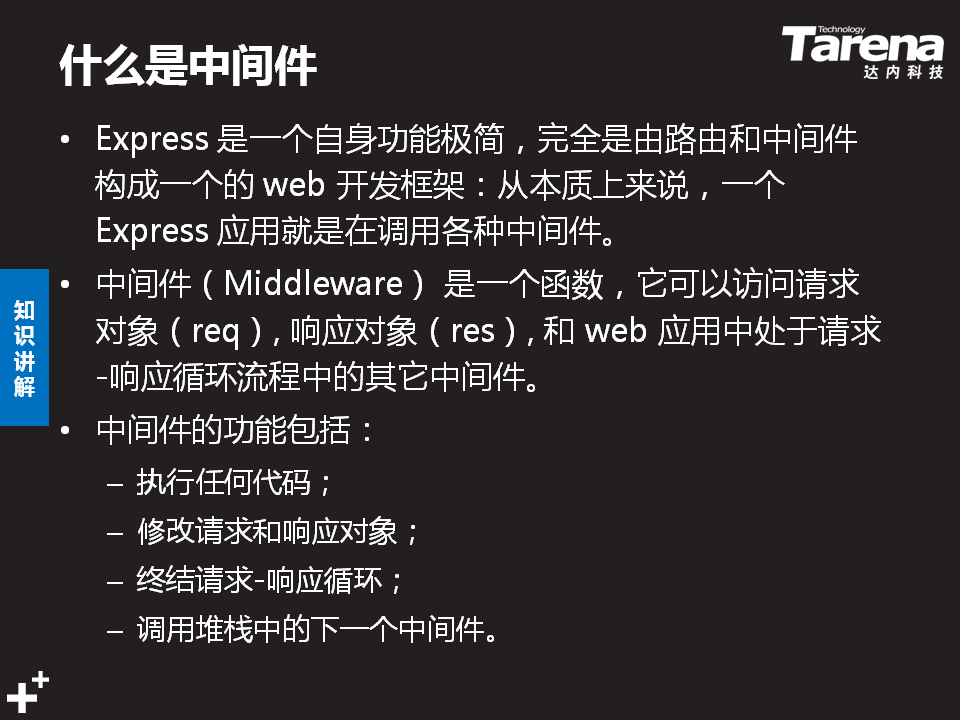 什么是中间件
Technology
Tarena
达内科技
• Express 是一个自身功能极简，完全是由路由和中间件
构成一个的 web 开发框架：从本质上来说，一个
Express 应用就是在调用各种中间件。
• 中间件（Middleware） 是一个函数，它可以访问请求
对象（req）, 响应对象（res）, 和 web 应用中处于请求
-响应循环流程中的其它中间件。
• 中间件的功能包括：
– 执行任何代码；
– 修改请求和响应对象；
– 终结请求-响应循环；
– 调用堆栈中的下一个中间件。
知
识
讲
解